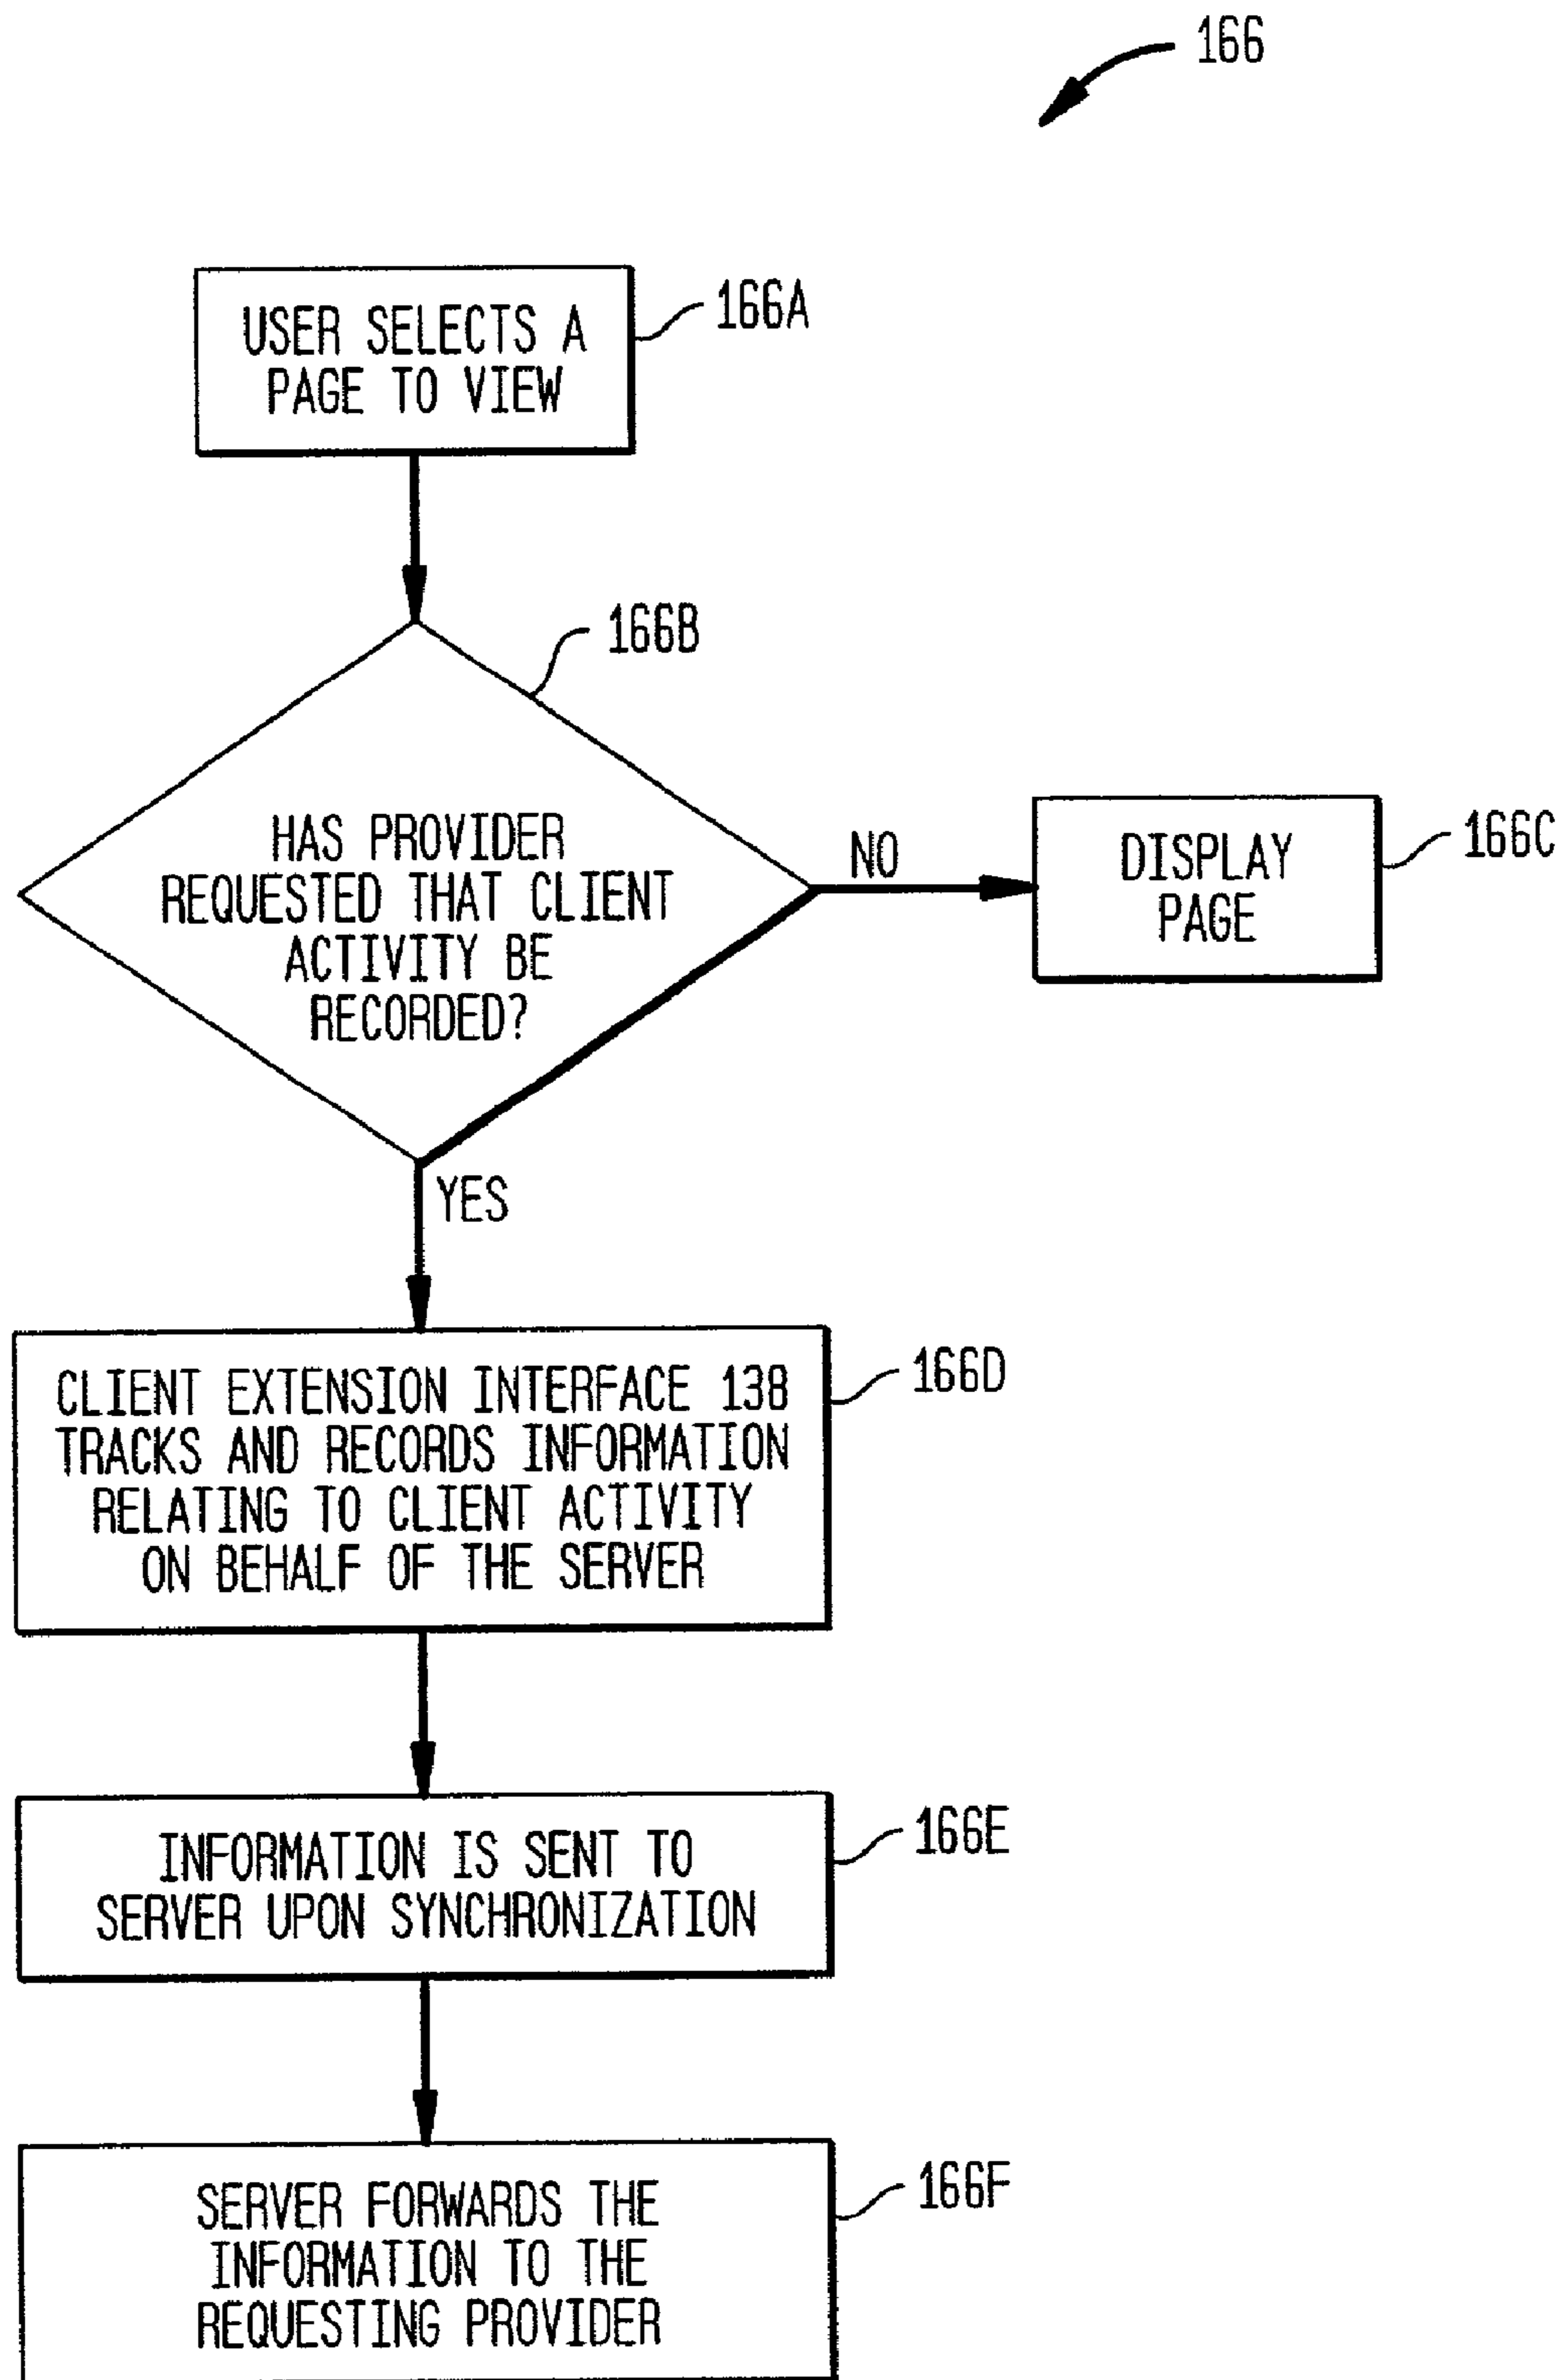 166
USER SELECTS A
PAGE TO VIEW
166A
166B
HAS PROVIDER
REQUESTED THAT CLIENT
ACTIVITY BE
RECORDED?
NO
DISPLAY
PAGE
166C
YES
CLIENT EXTENSION INTERFACE 138
TRACKS AND RECORDS INFORMATION
RELATING TO CLIENT ACTIVITY
ON BEHALF OF THE SERVER
166D
INFORMATION IS SENT TO
SERVER UPON SYNCHRONIZATION
166E
SERVER FORWARDS THE
INFORMATION TO THE
REQUESTING PROVIDER
166F